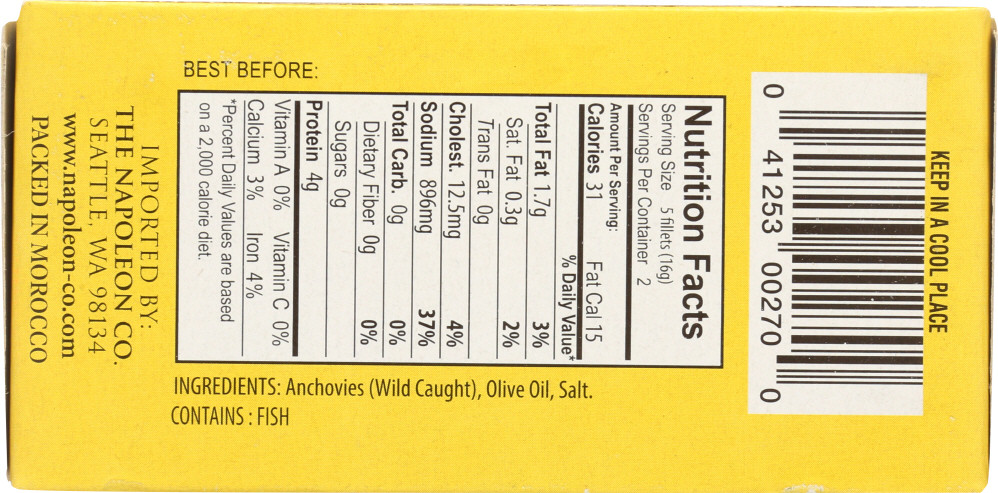 BEST BEFORE:
KEEP IN A COOL PLACE
0 41253 00270 0
Nutrition Facts
Serving Size 5 fillets (16g)
Servings Per Container 2
Amount Per Serving:
Calories 31 Fat Cal 15
% Daily Value*
Total Fat 1.7g 3%
Sat. Fat 0.3g 2%
Trans Fat 0g
Cholest. 12.5mg 4%
Sodium 896mg 37%
Total Carb. 0g 0%
Dietary Fiber 0g 0%
Sugars 0g
Protein 4g
Vitamin A 0% Vitamin C 0%
Calcium 3% Iron 4%
*Percent Daily Values are based
on a 2,000 calorie diet.
INGREDIENTS: Anchovies (Wild Caught), Olive Oil, Salt.
CONTAINS : FISH
IMPORTED BY:
THE NAPOLEON CO.
SEATTLE, WA 98134
www.napoleon-co.com
PACKED IN MOROCCO